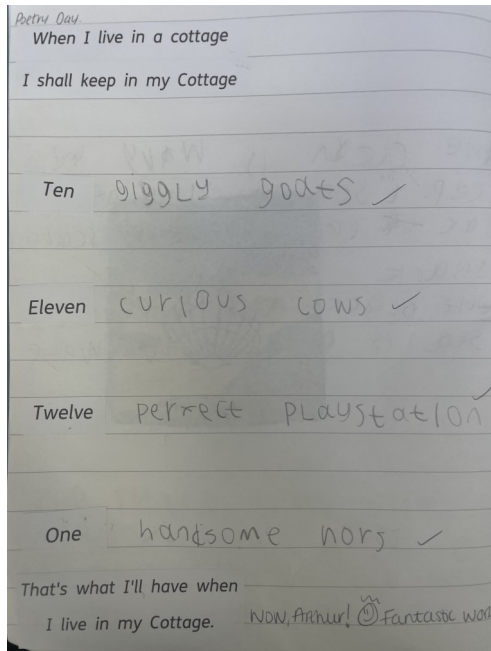 Poetry Day.
When I live in a cottage
I shall keep in my Cottage
Ten giggLy goats
Eleven curious cows
Twelve perfect PLaystation
One handsome hors
That's what I'll have when
I live in my Cottage.
Wow, Arthur! Fantastic